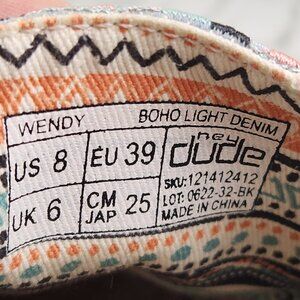 WENDY BOHO LIGHT DENIM
US 8 EU 39 hey dude
UK 6 CM JAP 25 SKU: 121412412
LOT: 0622-32-BK
MADE IN CHINA